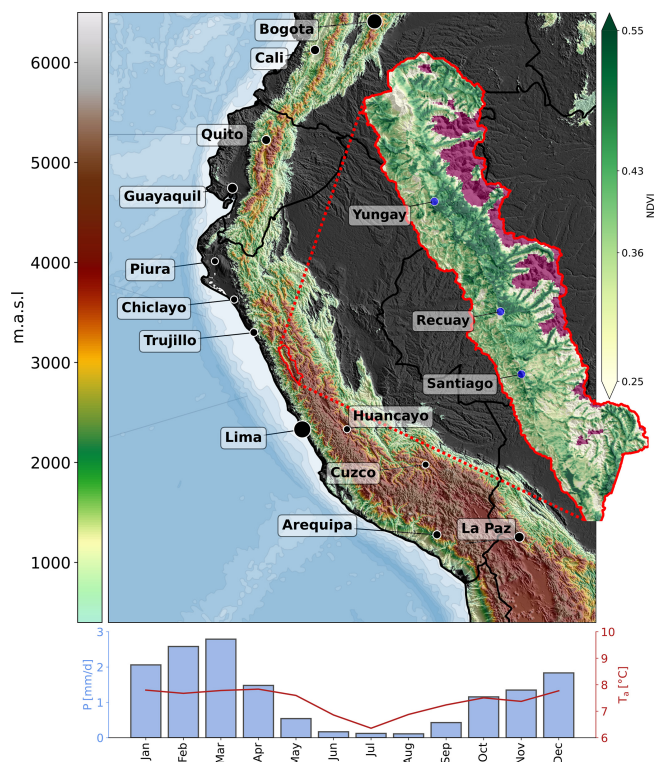 Bogota
Cali
Quito
Guayaquil
Piura
Chiclayo
Trujillo
Lima
Huancayo
Cuzco
Arequipa
La Paz
Yungay
Recuay
Santiago
6000
5000
4000
3000
2000
1000
m.a.s.l
0.55
0.43
0.36
0.25
NDVI
3
2
1
0
P [mm/d]
10
9
8
7
6
Ta [°C]
Jan
Feb
Mar
Apr
May
Jun
Jul
Aug
Sep
Oct
Nov
Dec